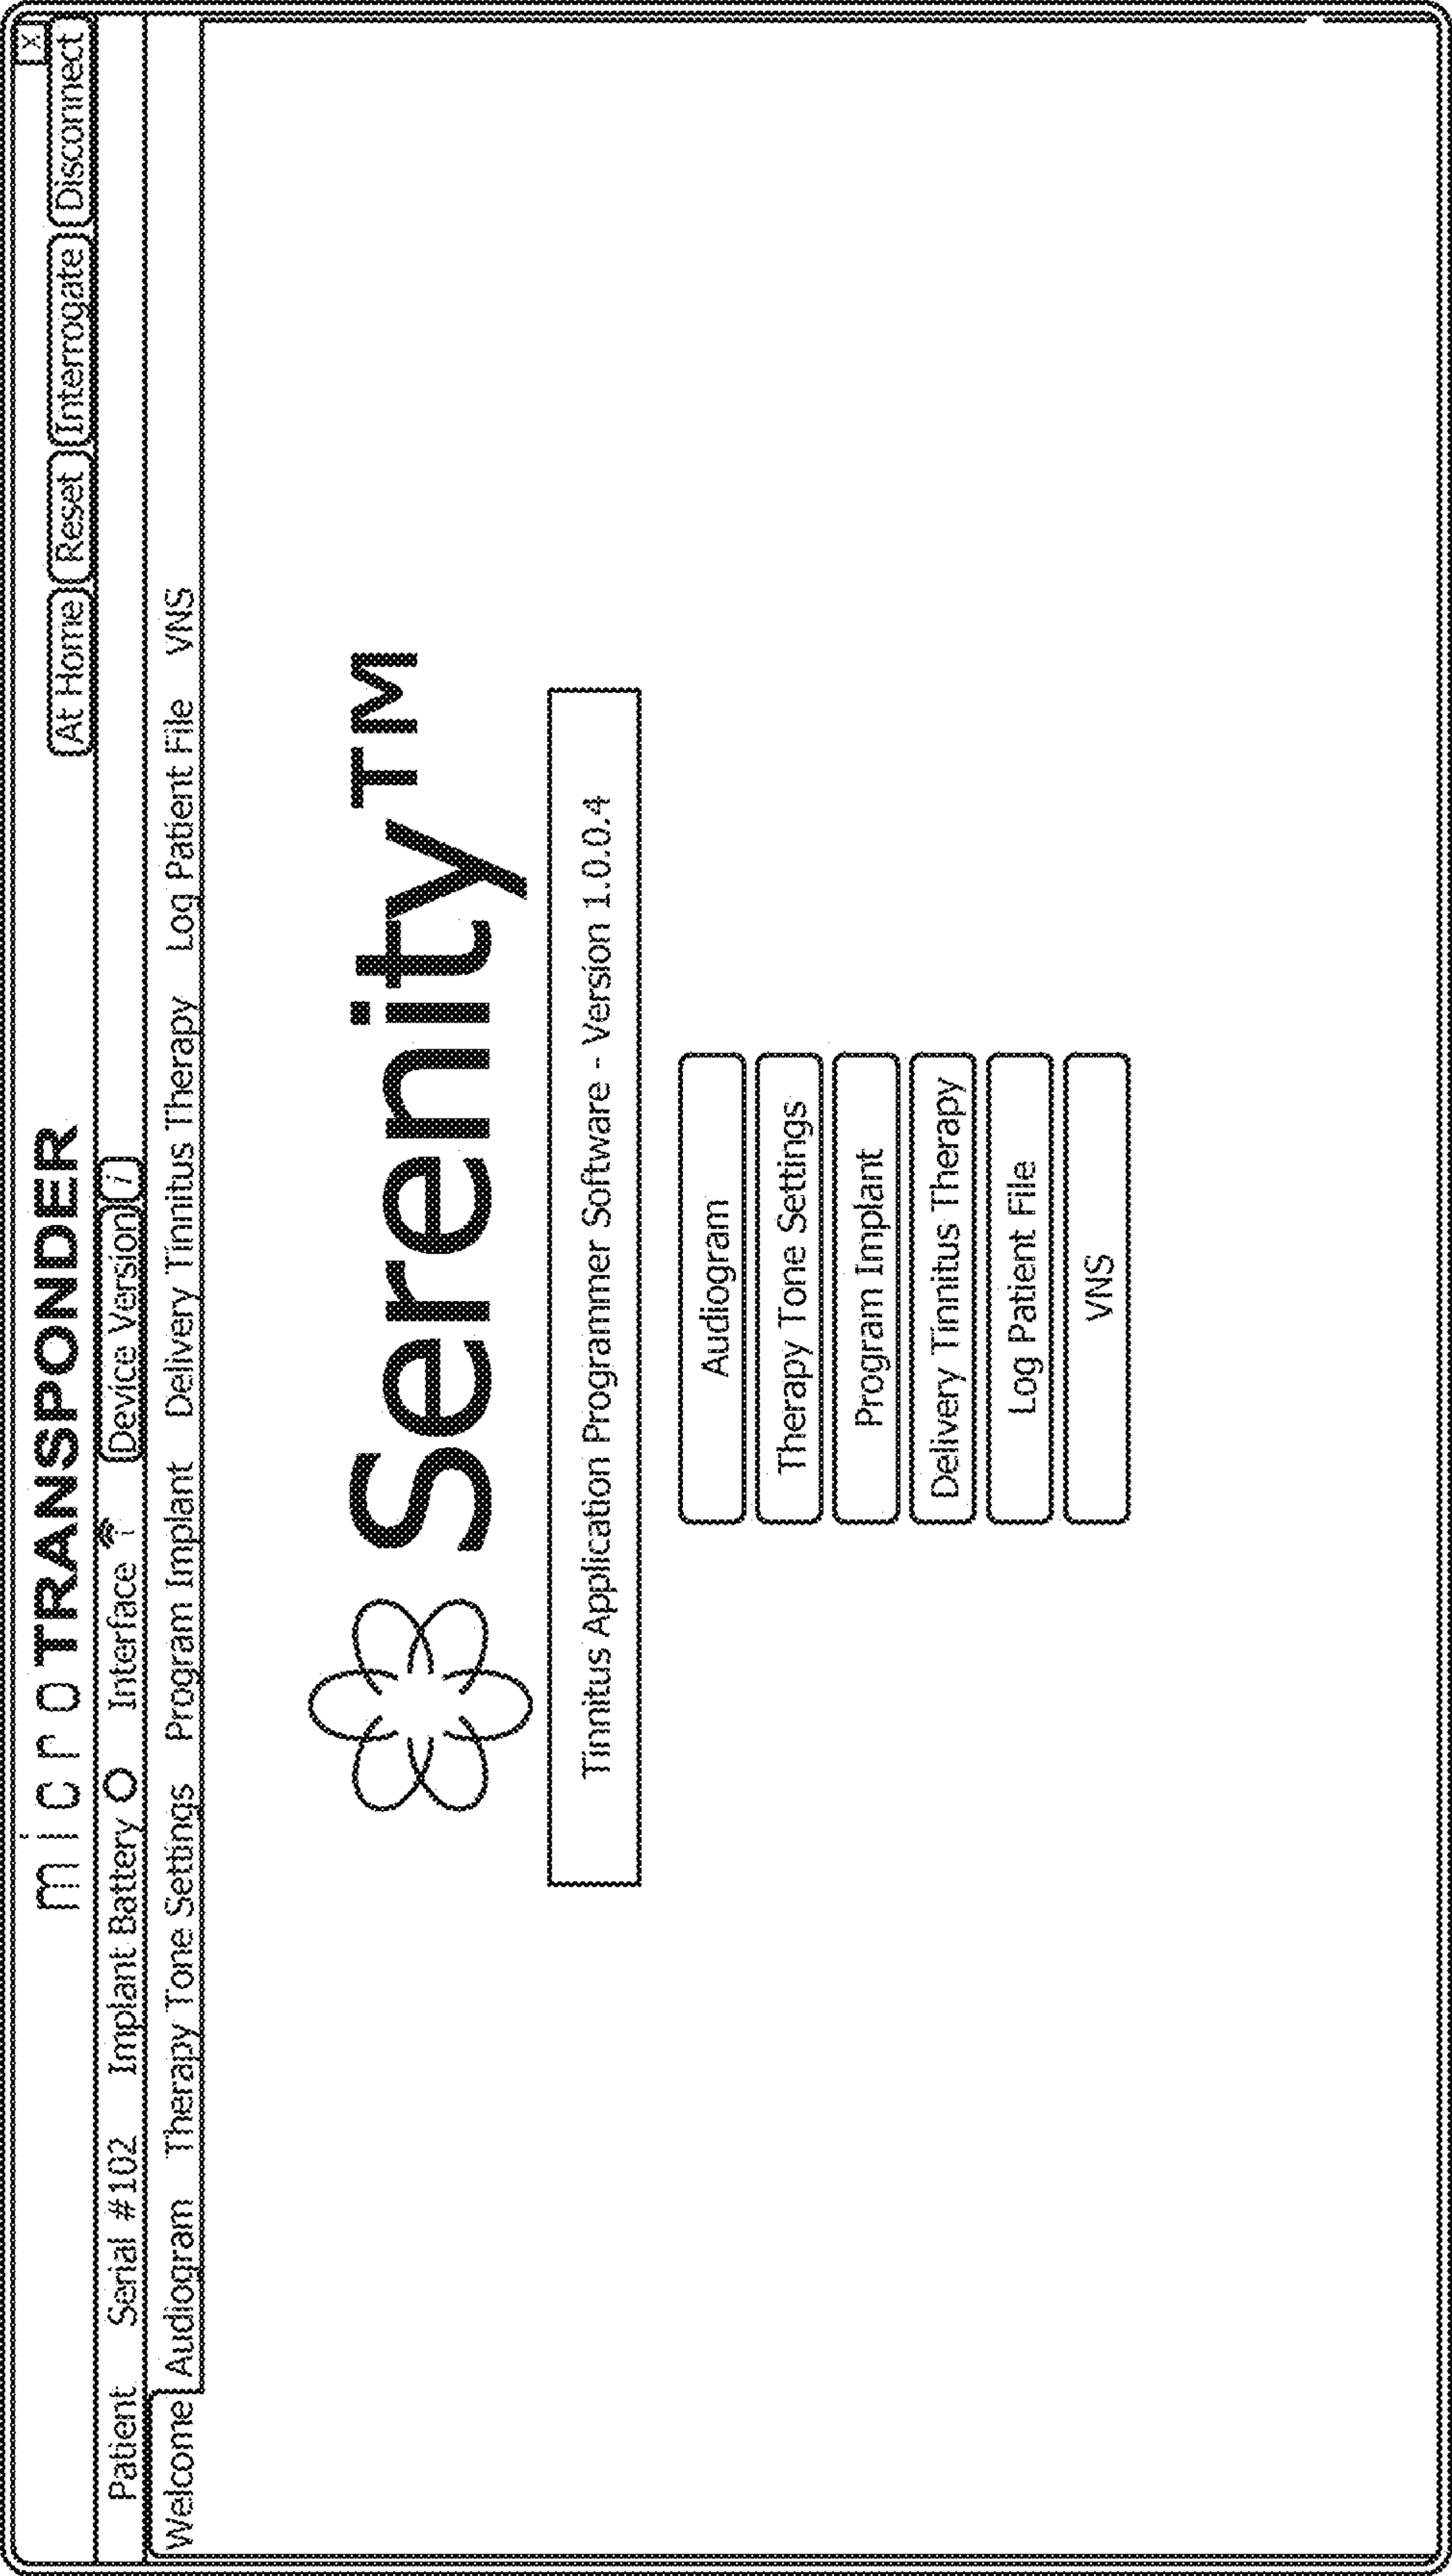 X
microTRANSPONDER
At Home Reset Interrogate Disconnect
Patient Serial #102 Implant Battery Interface Device Version i
Welcome Audiogram Therapy Tone Settings Program Implant Delivery Tinnitus Therapy Log Patient File VNS
Serenity™
Tinnitus Application Programmer Software - Version 1.0.0.4
Audiogram
Therapy Tone Settings
Program Implant
Delivery Tinnitus Therapy
Log Patient File
VNS